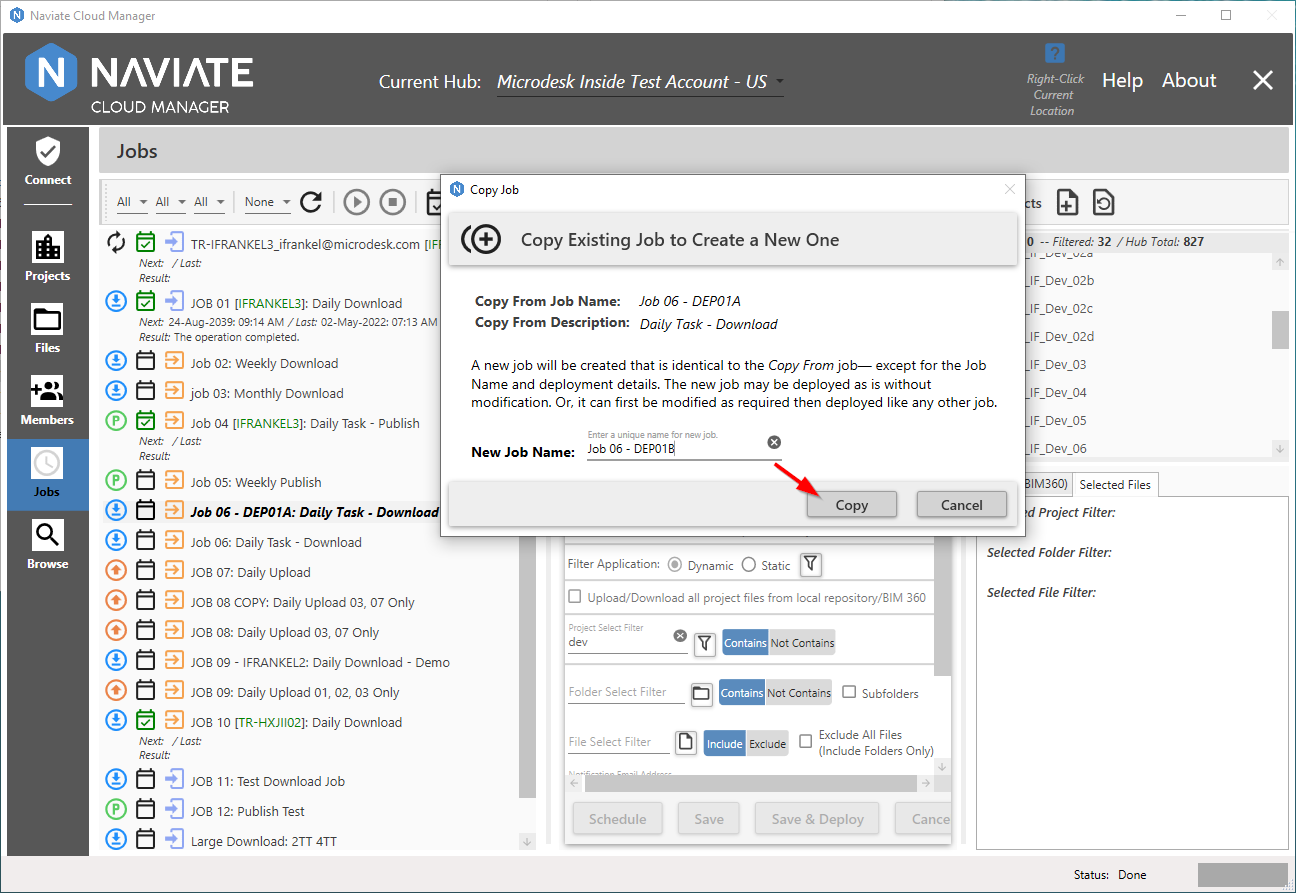 Naviate Cloud Manager
NAVIATE
CLOUD MANAGER
Current Hub: Microdesk Inside Test Account - US
?
Right-Click
Current
Location
Help
About
Connect
Projects
Files
Members
Jobs
Browse
Jobs
All
All
All
None
TR-IFRANKEL3_ifrankel@microdesk.com [IF
Next: / Last:
Result:
JOB 01 [IFRANKEL3]: Daily Download
Next: 24-Aug-2039: 09:14 AM / Last: 02-May-2022: 07:13 AM
Result: The operation completed.
Job 02: Weekly Download
job 03: Monthly Download
Job 04 [IFRANKEL3]: Daily Task - Publish
Next: / Last:
Result:
Job 05: Weekly Publish
Job 06 - DEP01A: Daily Task - Download
Job 06: Daily Task - Download
JOB 07: Daily Upload
JOB 08 COPY: Daily Upload 03, 07 Only
JOB 08: Daily Upload 03, 07 Only
JOB 09 - IFRANKEL2: Daily Download - Demo
JOB 09: Daily Upload 01, 02, 03 Only
JOB 10 [TR-HXJII02]: Daily Download
Next: / Last:
Result:
JOB 11: Test Download Job
JOB 12: Publish Test
Large Download: 2TT 4TT
Copy Job
Copy Existing Job to Create a New One
Copy From Job Name: Job 06 - DEP01A
Copy From Description: Daily Task - Download
A new job will be created that is identical to the Copy From job— except for the Job
Name and deployment details. The new job may be deployed as is without
modification. Or, it can first be modified as required then deployed like any other job.
Enter a unique name for new job.
New Job Name: Job 06 - DEP01B
Copy
Cancel
cts
0 -- Filtered: 32 / Hub Total: 827
_IF_Dev_02a
_IF_Dev_02b
_IF_Dev_02c
_IF_Dev_02d
_IF_Dev_03
_IF_Dev_04
_IF_Dev_05
_IF_Dev_06
BIM360)
Selected Files
d Project Filter:
Selected Folder Filter:
Selected File Filter:
Filter Application: Dynamic Static
Upload/Download all project files from local repository/BIM 360
Project Select Filter
dev
Contains Not Contains
Folder Select Filter
Contains Not Contains
Subfolders
File Select Filter
Include Exclude
Exclude All Files
(Include Folders Only)
Notification Email Address
Schedule
Save
Save & Deploy
Cance
Status: Done